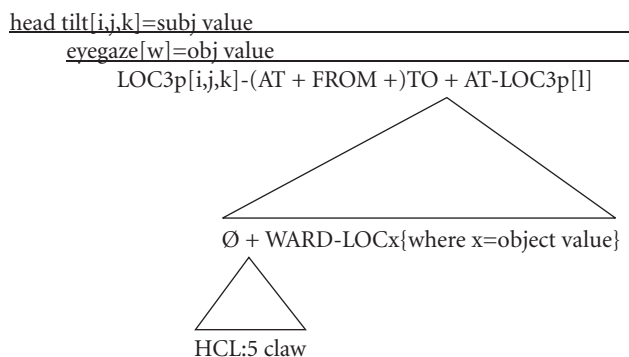 head tilt[i,j,k]=subj value
eyegaze[w]=obj value
LOC3p[i,j,k]-(AT + FROM +)TO + AT-LOC3p[l]
Ø + WARD-LOCx{where x=object value}
HCL:5 claw